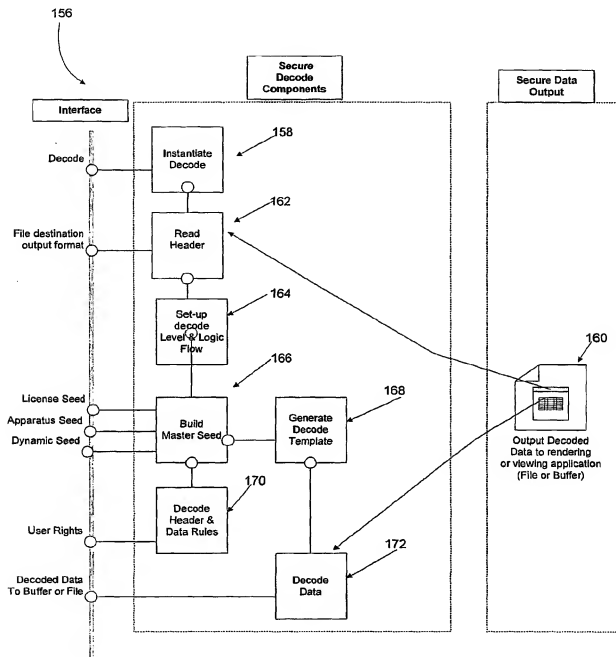 156
Secure
Decode
Components
Secure Data
Output
Interface
Decode
Instantiate
Decode
158
File destination
output format
Read
Header
162
Set-up
decode
Level & Logic
Flow
164
License Seed
Apparatus Seed
Dynamic Seed
Build
Master Seed
166
Generate
Decode
Template
168
160
Output Decoded
Data to rendering
or viewing application
(File or Buffer)
User Rights
Decode
Header &
Data Rules
170
Decoded Data
To Buffer or File
Decode
Data
172